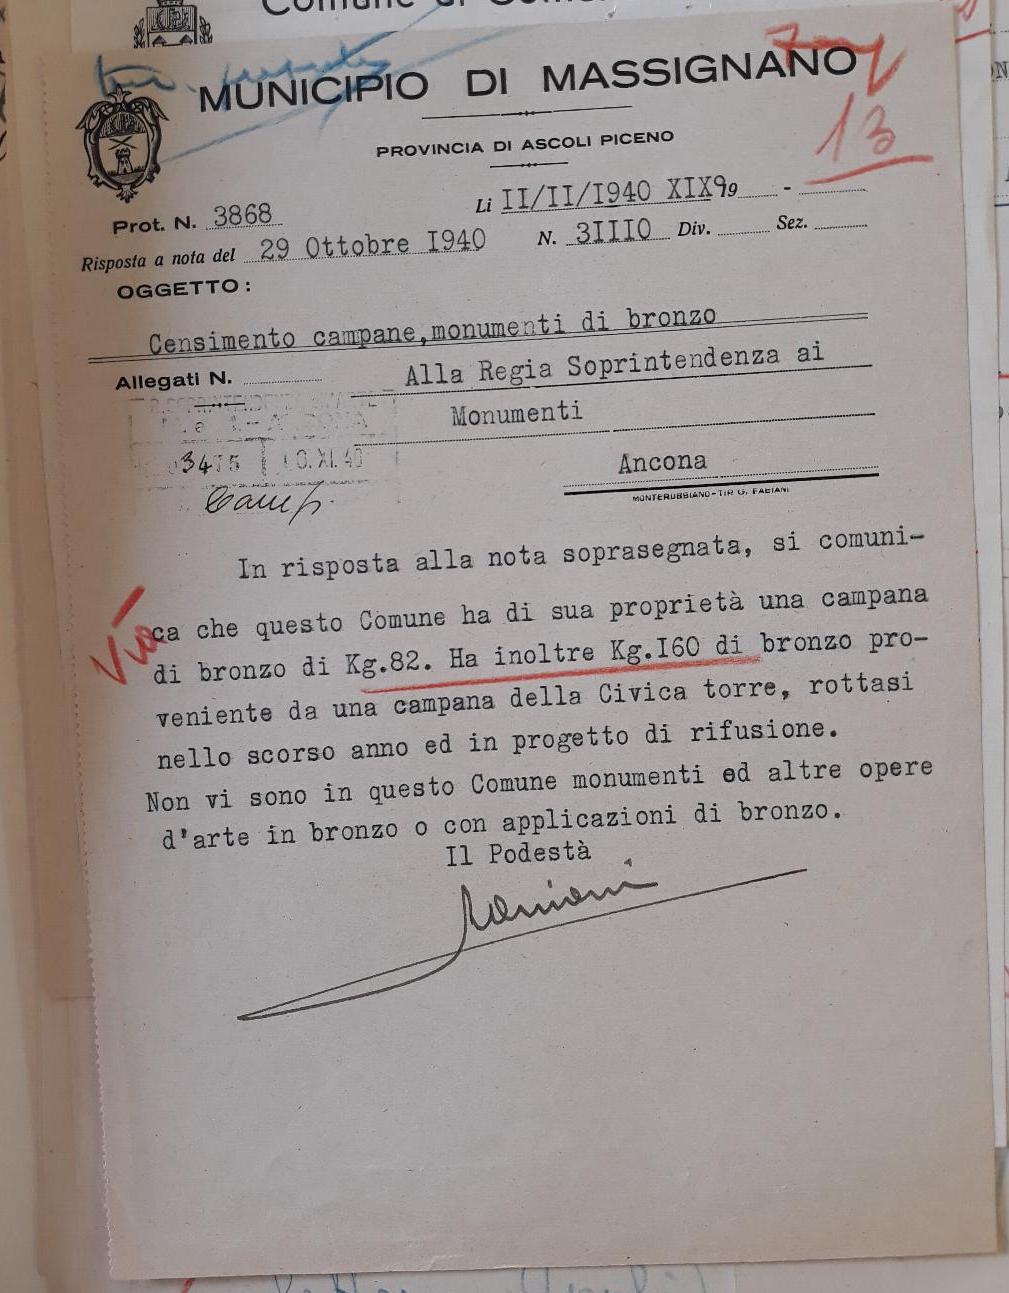 MUNICIPIO DI MASSIGNANO
13
PROVINCIA DI ASCOLI PICENO
Prot. N. 3868
Li II/II/I940 XIX
Risposta a nota del 29 Ottobre I940 N. 3IIIO Div. Sez.
OGGETTO:
Censimento campane,monumenti di bronzo
Allegati N.
Alla Regia Soprintendenza ai
Monumenti
Ancona
MONTERUBBIANO-TIP. G. FABIANI
3475
Camp.
In risposta alla nota soprasegnata, si comuni-
ca che questo Comune ha di sua proprietà una campana
di bronzo di Kg.82. Ha inoltre Kg.I60 di bronzo pro-
veniente da una campana della Civica torre, rottasi
nello scorso anno ed in progetto di rifusione.
Non vi sono in questo Comune monumenti ed altre opere
d'arte in bronzo o con applicazioni di bronzo.
Il Podestà